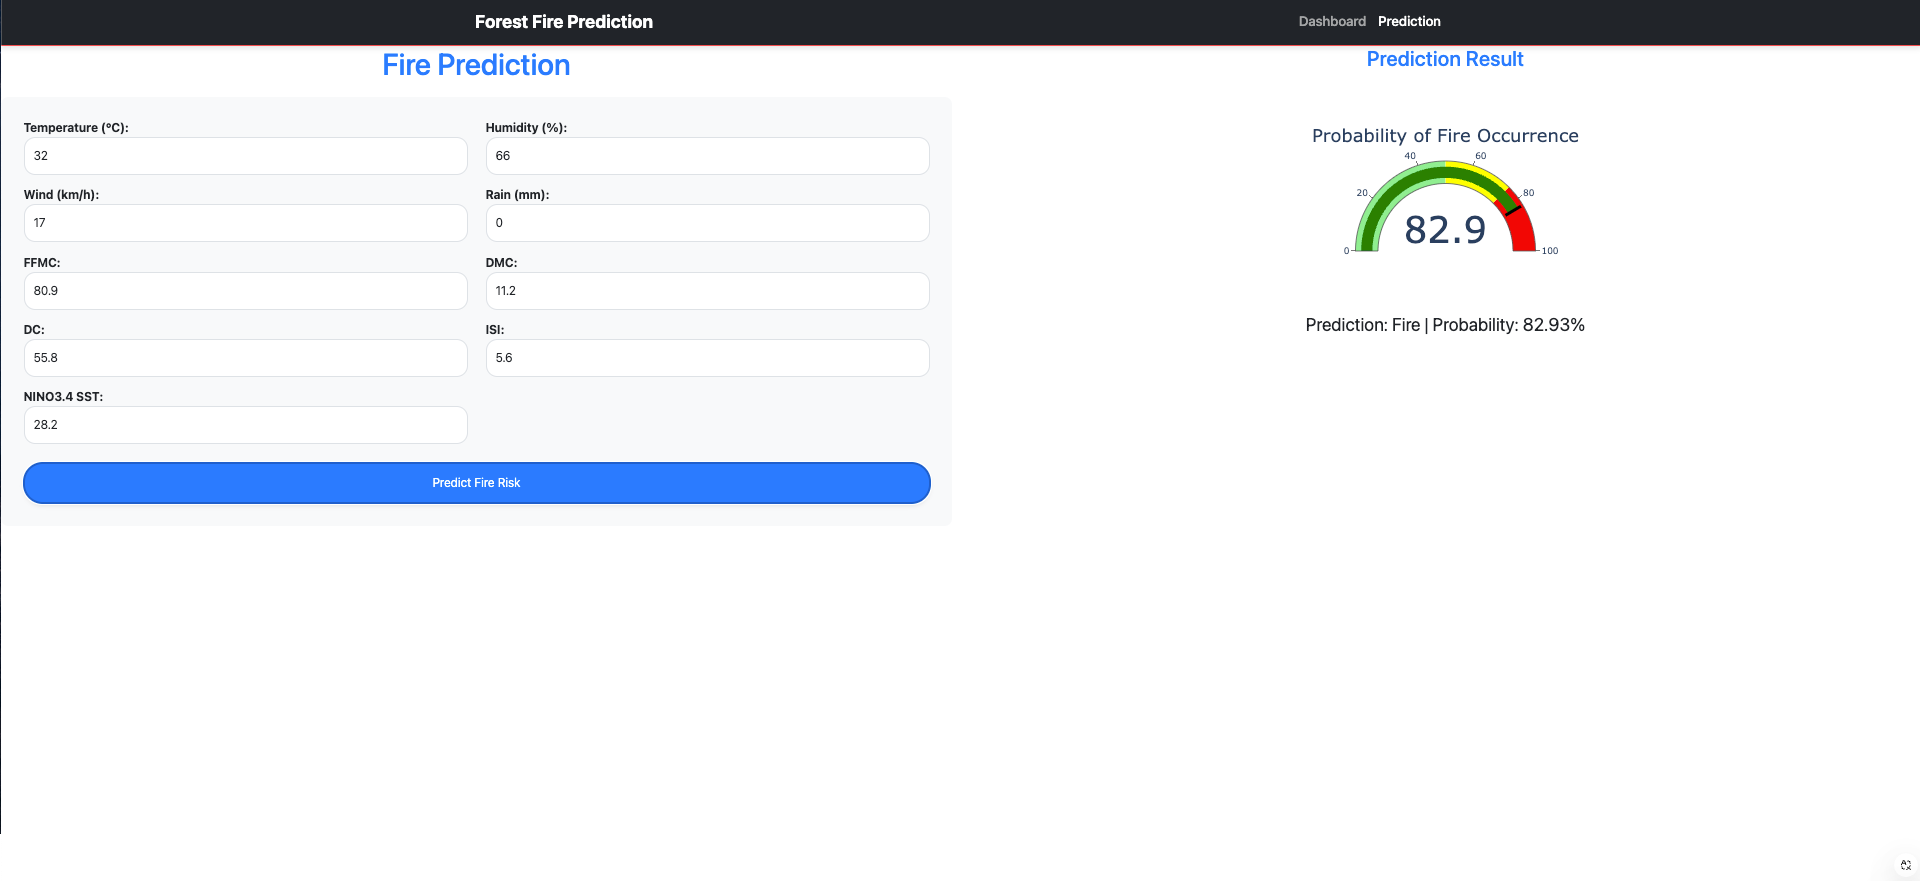 Forest Fire Prediction
Dashboard Prediction
Fire Prediction
Temperature (°C):
32
Humidity (%):
66
Wind (km/h):
17
Rain (mm):
0
FFMC:
80.9
DMC:
11.2
DC:
55.8
ISI:
5.6
NINO3.4 SST:
28.2
Predict Fire Risk
Prediction Result
Probability of Fire Occurrence
0
20
40
60
80
100
82.9
Prediction: Fire | Probability: 82.93%